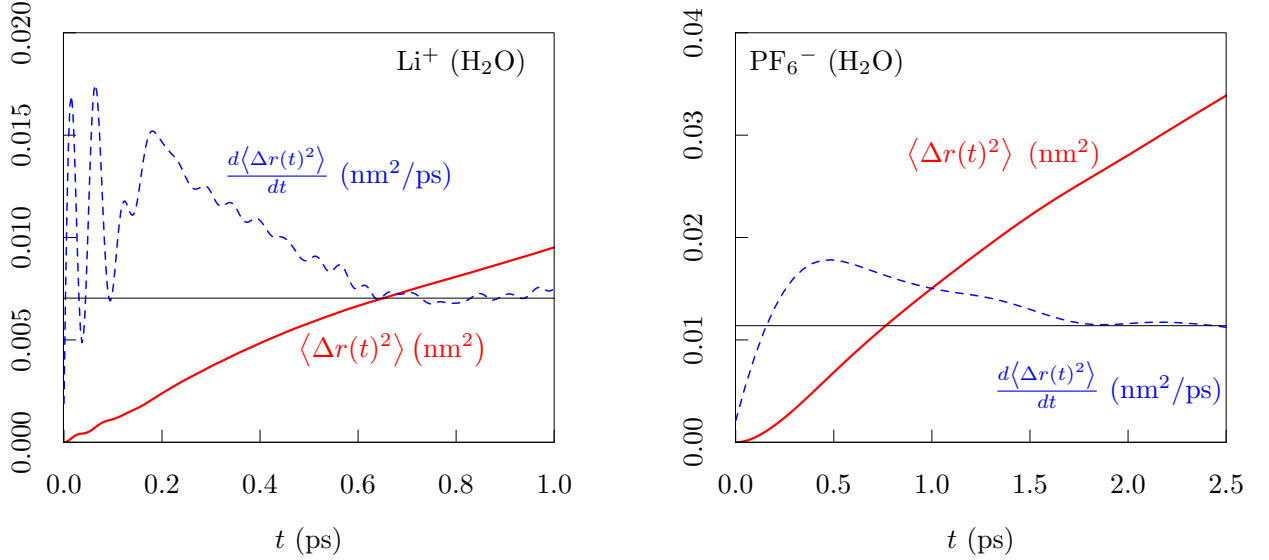 Li⁺ (H₂O)
d⟨Δr(t)²⟩/dt (nm²/ps)
⟨Δr(t)²⟩ (nm²)
0.020
0.015
0.010
0.005
0.000
0.0 0.2 0.4 0.6 0.8 1.0
t (ps)
PF₆⁻ (H₂O)
⟨Δr(t)²⟩ (nm²)
d⟨Δr(t)²⟩/dt (nm²/ps)
0.04
0.03
0.02
0.01
0.00
0.0 0.5 1.0 1.5 2.0 2.5
t (ps)